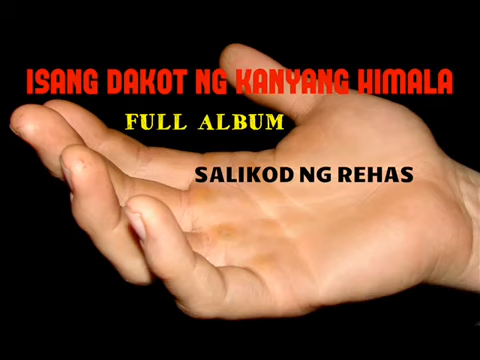 ISANG DAKOT NG KANYANG HIMALA
FULL ALBUM
SALIKOD NG REHAS